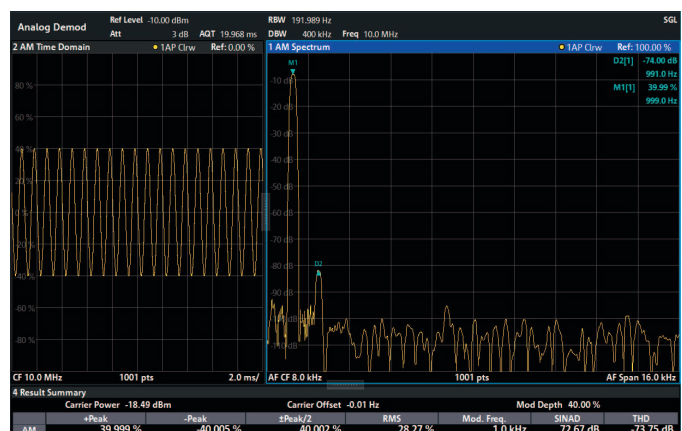 Analog Demod
Ref Level -10.00 dBm
RBW 191.989 Hz
SGL
Att 3 dB AQT 19.968 ms DBW 400 kHz Freq 10.0 MHz
2 AM Time Domain
1AP Clrw Ref: 0.00 %
1 AM Spectrum
1AP Clrw Ref: 100.00 %
80 %
60 %
40 %
20 %
0 %
-40 %
-60 %
-80 %
CF 10.0 MHz 1001 pts 2.0 ms/
M1
D2[1] -74.00 dB
991.0 Hz
M1[1] 39.99 %
999.0 Hz
-10 dB
-20 dB
-30 dB
-40 dB
-50 dB
-60 dB
-70 dB
-80 dB
D2
-90 dB
-110 dB
AF CF 8.0 kHz 1001 pts AF Span 16.0 kHz
4 Result Summary
Carrier Power -18.49 dBm Carrier Offset -0.01 Hz Mod Depth 40.00 %
+Peak -Peak ±Peak/2 RMS Mod. Freq. SINAD THD
AM 39.999 % -40.005 % 40.002 % 28.27 % 1.0 kHz 72.67 dB -73.75 dB